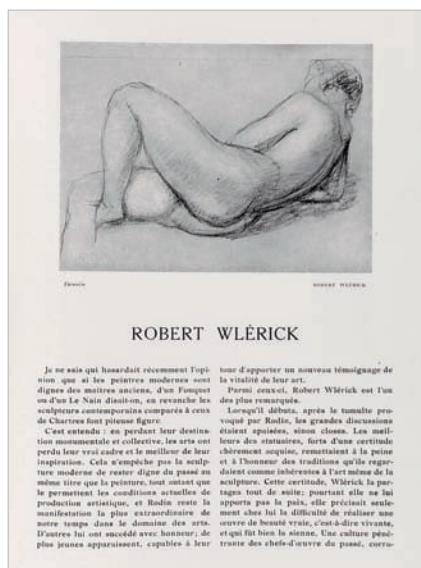 Dessin
ROBERT WLÉRICK
ROBERT WLÉRICK
Je ne sais qui hasardait récemment l'opi-
nion que si les peintres modernes sont
dignes des maîtres anciens, d'un Fouquet
ou d'un Le Nain disait-on, en revanche les
sculpteurs contemporains comparés à ceux
de Chartres font piteuse figure.
C'est entendu : en perdant leur destina-
tion monumentale et collective, les arts ont
perdu leur vrai cadre et le meilleur de leur
inspiration. Cela n'empêche pas la sculp-
ture moderne de rester digne du passé au
même titre que la peinture, tout autant que
le permettent les conditions actuelles de
production artistique, et Rodin reste la
manifestation la plus extraordinaire de
notre temps dans le domaine des arts.
D'autres lui ont succédé avec honneur; de
plus jeunes apparaissent, capables à leur
tour d'apporter un nouveau témoignage de
la vitalité de leur art.
Parmi ceux-ci, Robert Wlérick est l'un
des plus remarqués.
Lorsqu'il débuta, après le tumulte pro-
voqué par Rodin, les grandes discussions
étaient apaisées, sinon closes. Les meil-
leurs des statuaires, forts d'une certitude
chèrement acquise, remettaient à la peine
et à l'honneur des traditions qu'ils regar-
daient comme inhérentes à l'art même de la
sculpture. Cette certitude, Wlérick la par-
tagea tout de suite; pourtant elle ne lui
apporta pas la paix, elle précisait seule-
ment chez lui la difficulté de réaliser une
œuvre de beauté vraie, c'est-à-dire vivante,
et qui fût bien la sienne. Une culture péné-
trante des chefs-d'œuvre du passé, corro-